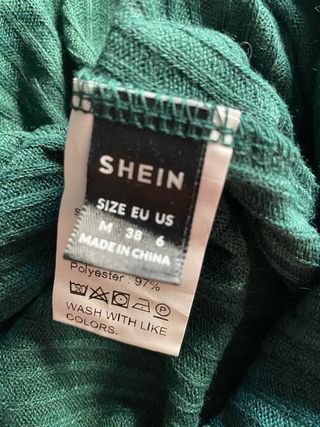 SHEIN
SIZE EU US
M 38 6
MADE IN CHINA
Polyester : 97%
WASH WITH LIKE
COLORS.